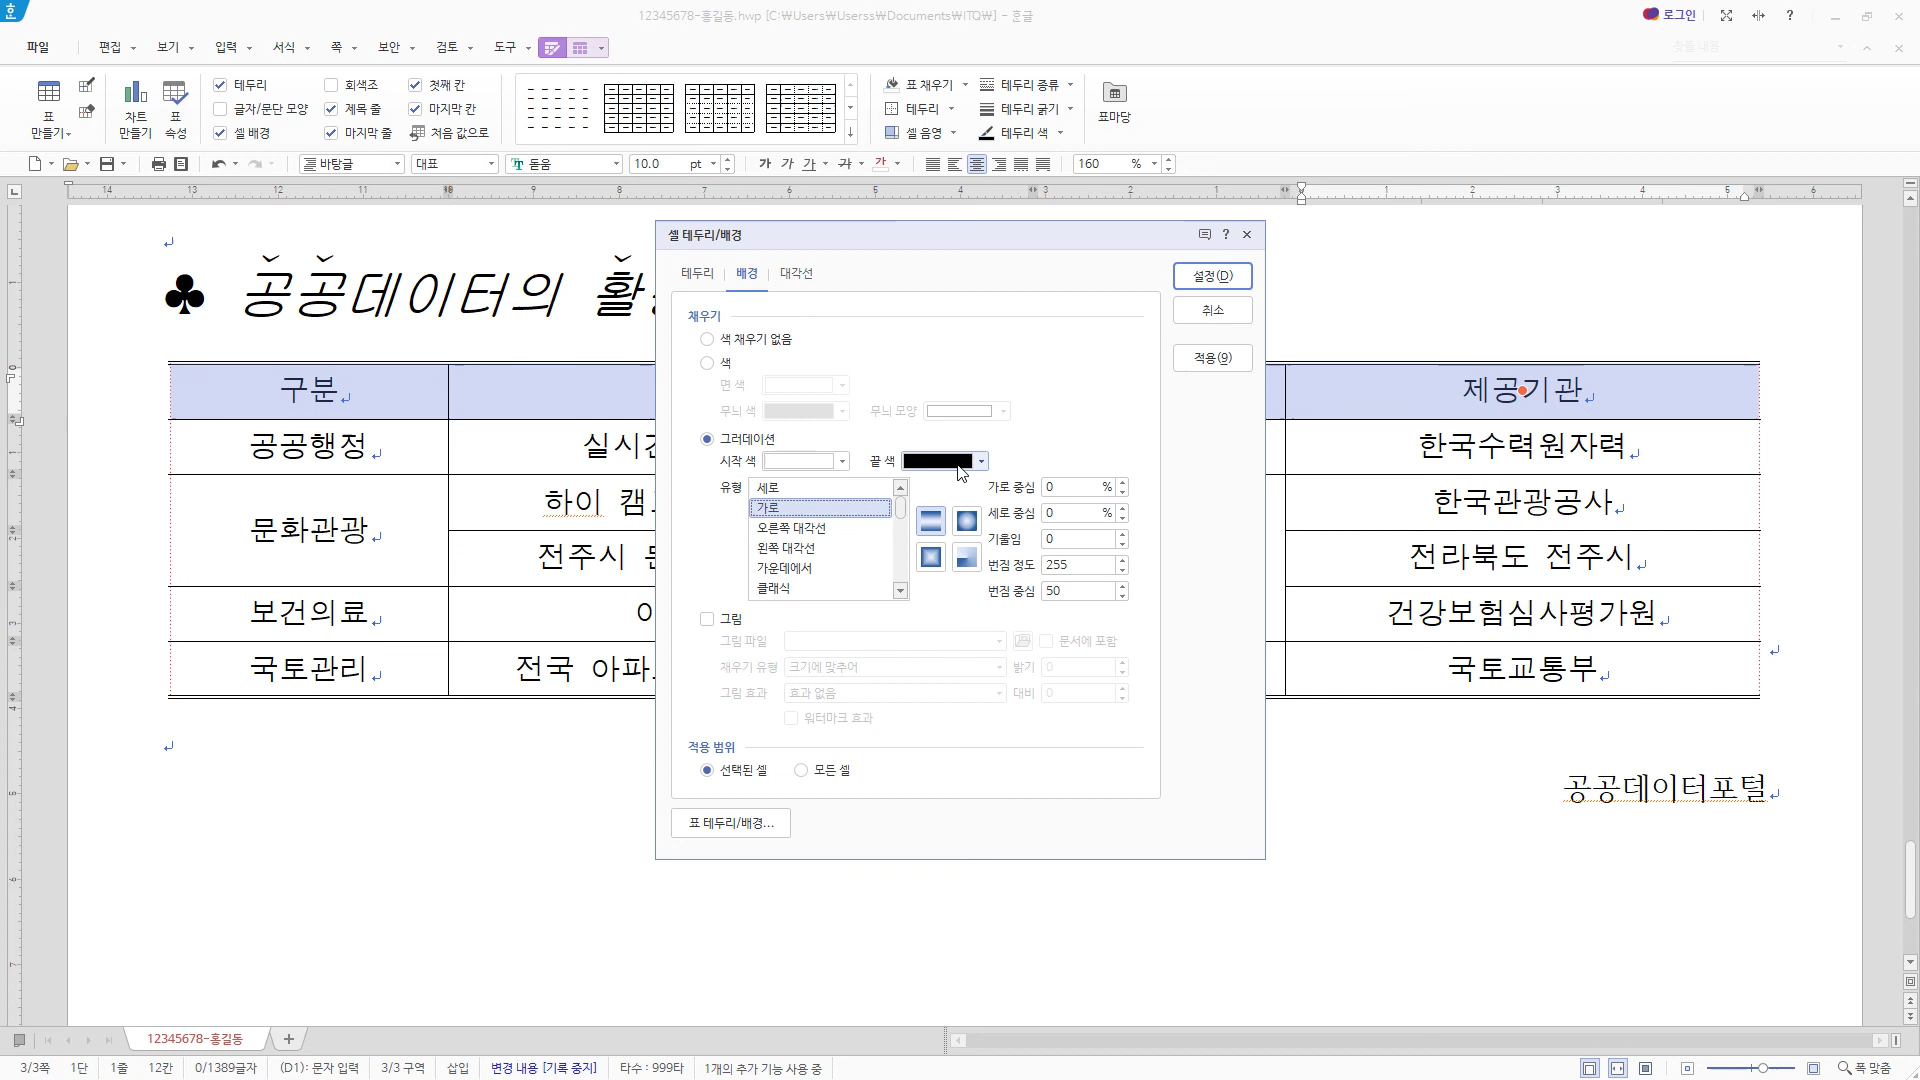 12345678-홍길동.hwp [C:\Users\Userss\Documents\ITQ\] - 한글
로그인
파일 편집 보기 입력 서식 쪽 보안 검토 도구
찾을 내용
표 만들기
차트 만들기
표 속성
테두리 회색조 첫째 칸
글자/문단 모양 제목 줄 마지막 칸
셀 배경 마지막 줄 처음 값으로
표 채우기 테두리 종류
테두리 테두리 굵기
셀 음영 테두리 색
표마당
바탕글 대표 돋움 10.0 pt 가 가 가 가 가 160 %
♣ 공공데이터의 활
구분 제공기관
공공행정 실시간 한국수력원자력
문화관광 하이 캠 한국관광공사
전주시 전라북도 전주시
보건의료 건강보험심사평가원
국토관리 전국 아파 국토교통부
공공데이터포털
셀 테두리/배경
테두리 배경 대각선
설정(D)
취소
적용(9)
채우기
색 채우기 없음
색
면 색
무늬 색 무늬 모양
그러데이션
시작 색 끝 색
유형
세로
가로
오른쪽 대각선
왼쪽 대각선
가운데에서
클래식
가로 중심 0 %
세로 중심 0 %
기울임 0
번짐 정도 255
번짐 중심 50
그림
그림 파일 문서에 포함
채우기 유형 크기에 맞추어 밝기 0
그림 효과 효과 없음 대비 0
워터마크 효과
적용 범위
선택된 셀 모든 셀
표 테두리/배경...
12345678-홍길동
3/3쪽 1단 1줄 12칸 0/1389글자 (D1): 문자 입력 3/3 구역 삽입 변경 내용 [기록 중지] 타수 : 999타 1개의 추가 기능 사용 중 폭 맞춤